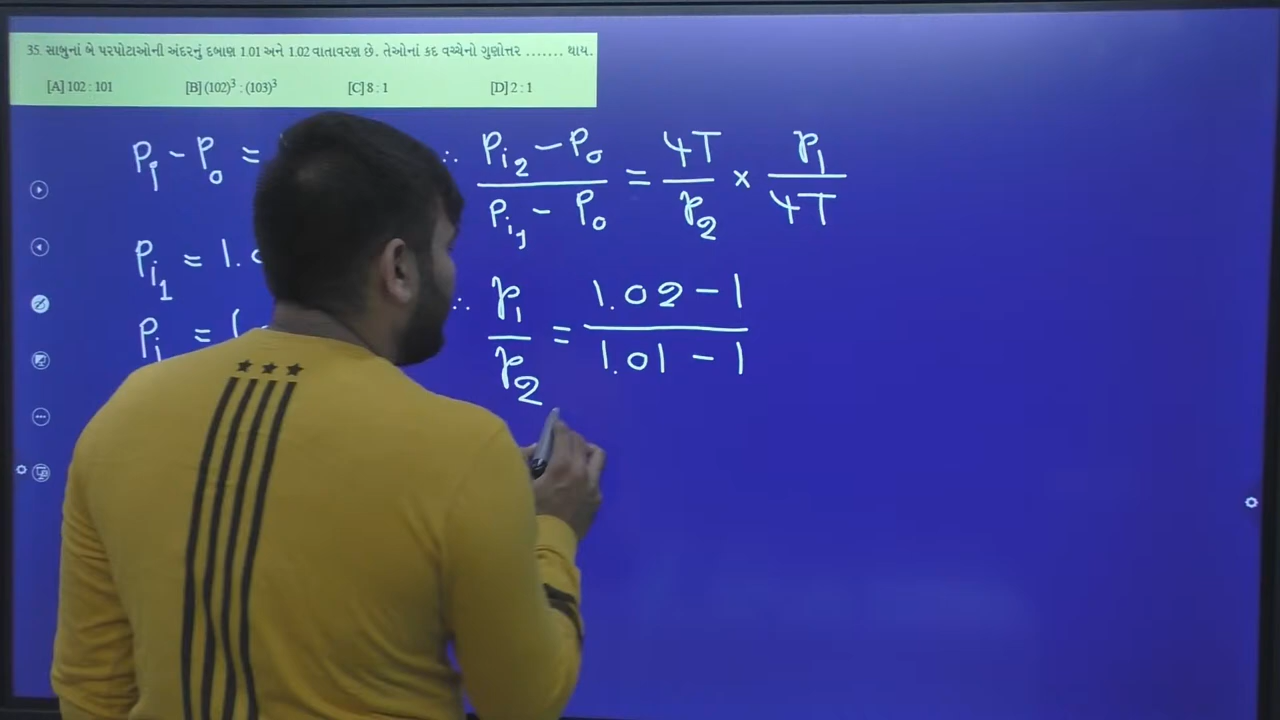 35. સાબુનાં બે પરપોટાઓની અંદરનું દબાણ 1.01 અને 1.02 વાતાવરણ છે. તેઓનાં કદ વચ્ચેનો ગુણોત્તર ....... થાય.
[A] 102 : 101 [B] (102)³ : (103)³ [C] 8 : 1 [D] 2 : 1
Pᵢ - P₀ =
∴ (Pᵢ₂ - P₀) / (Pᵢ₁ - P₀) = 4T / r₂ × r₁ / 4T
Pᵢ₁ = 1.0
Pᵢ =
∴ r₁ / r₂ = (1.02 - 1) / (1.01 - 1)